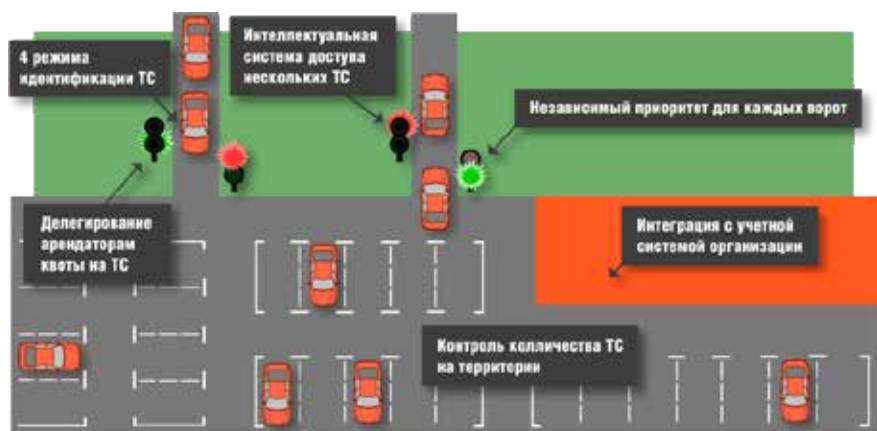 4 режима
идентификации ТС
Интеллектуальная
система доступа
нескольких ТС
Независимый приоритет для каждых ворот
Делегирование
арендаторам
квоты на ТС
Интеграция с учетной
системой организации
Контроль колличества ТС
на территории